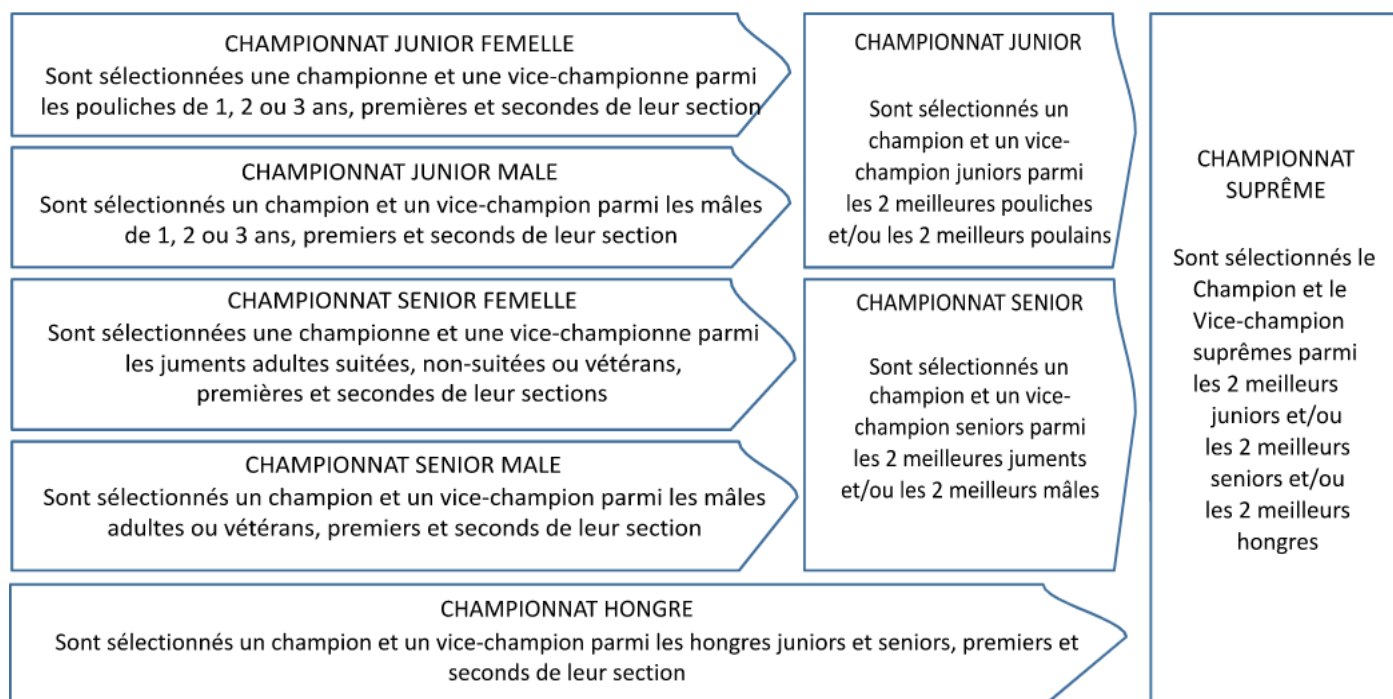 CHAMPIONNAT JUNIOR FEMELLE
Sont sélectionnées une championne et une vice-championne parmi
les pouliches de 1, 2 ou 3 ans, premières et secondes de leur section
CHAMPIONNAT JUNIOR MALE
Sont sélectionnés un champion et un vice-champion parmi les mâles
de 1, 2 ou 3 ans, premiers et seconds de leur section
CHAMPIONNAT SENIOR FEMELLE
Sont sélectionnées une championne et une vice-championne parmi
les juments adultes suitées, non-suitées ou vétérans,
premières et secondes de leur sections
CHAMPIONNAT SENIOR MALE
Sont sélectionnés un champion et un vice-champion parmi les mâles
adultes ou vétérans, premiers et seconds de leur section
CHAMPIONNAT HONGRE
Sont sélectionnés un champion et un vice-champion parmi les hongres juniors et seniors, premiers et
seconds de leur section
CHAMPIONNAT JUNIOR
Sont sélectionnés un
champion et un vice-
champion juniors parmi
les 2 meilleures pouliches
et/ou les 2 meilleurs poulains
CHAMPIONNAT SENIOR
Sont sélectionnés un
champion et un vice-
champion seniors parmi
les 2 meilleures juments
et/ou les 2 meilleurs mâles
CHAMPIONNAT
SUPRÊME
Sont sélectionnés le
Champion et le
Vice-champion
suprêmes parmi
les 2 meilleurs
juniors et/ou
les 2 meilleurs
seniors et/ou
les 2 meilleurs
hongres